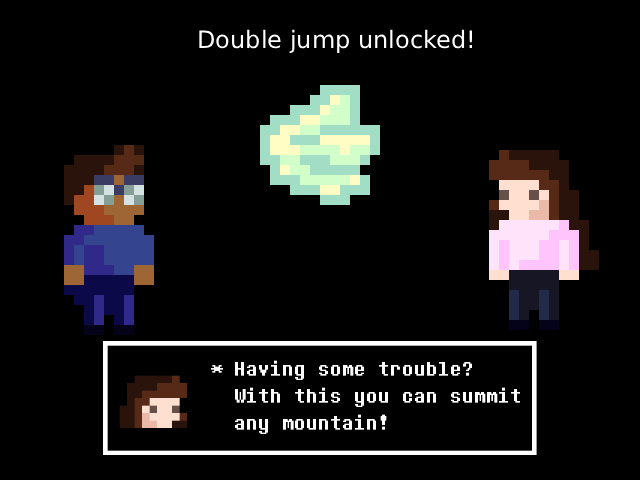 Double jump unlocked!
* Having some trouble?
With this you can summit
any mountain!